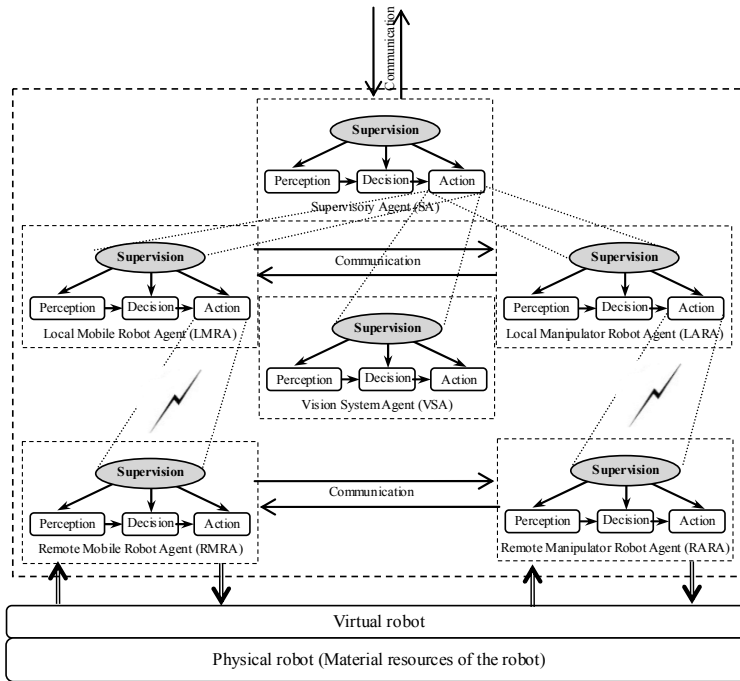 Communication
Supervision
Perception
Decision
Action
Supervisory Agent (SA)
Supervision
Perception
Decision
Action
Local Mobile Robot Agent (LMRA)
Communication
Supervision
Perception
Decision
Action
Local Manipulator Robot Agent (LARA)
Supervision
Perception
Decision
Action
Vision System Agent (VSA)
Supervision
Perception
Decision
Action
Remote Mobile Robot Agent (RMRA)
Communication
Supervision
Perception
Decision
Action
Remote Manipulator Robot Agent (RARA)
Virtual robot
Physical robot (Material resources of the robot)